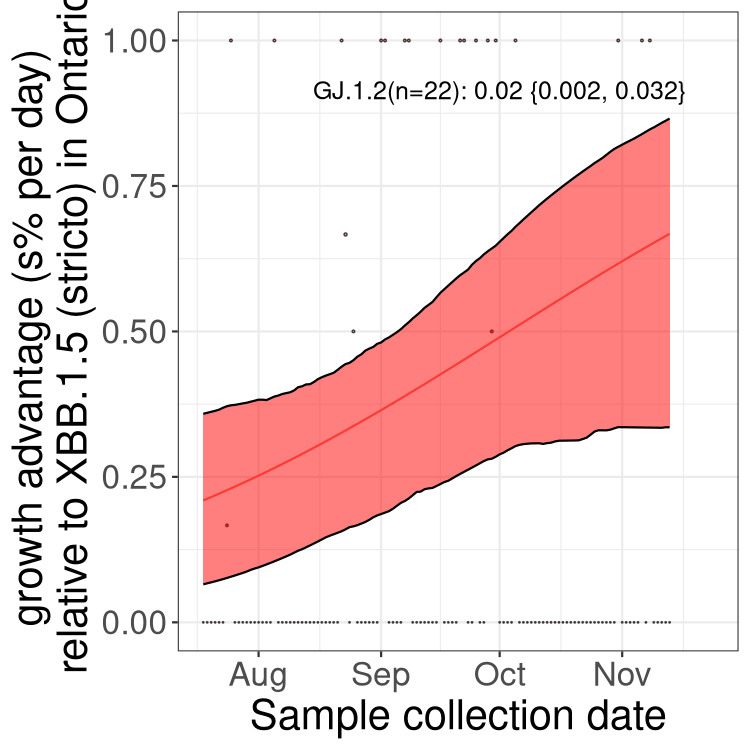 growth advantage (s% per day)
relative to XBB.1.5 (stricto) in Ontario
1.00
0.75
0.50
0.25
0.00
GJ.1.2(n=22): 0.02 {0.002, 0.032}
Aug Sep Oct Nov
Sample collection date